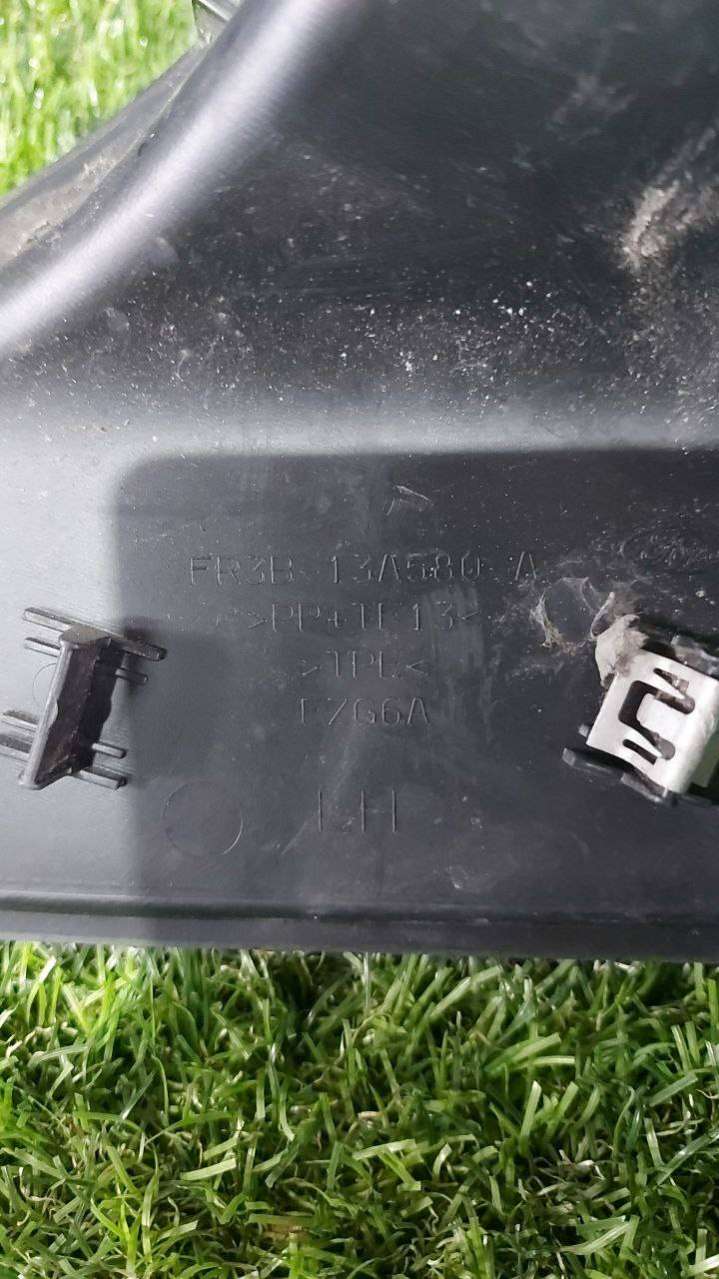 FR3B 13A580 A
>PP+TF13<
>TPE<
EZG6A
LH